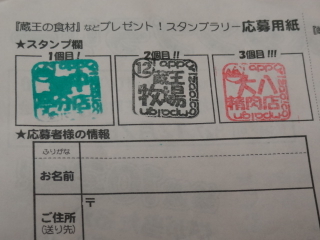 『蔵王の食材』などプレゼント！スタンプラリー応募用紙
★スタンプ欄
1個目!
2個目!!
3個目!!!
12
蔵王
牧場
大八
精肉店
★応募者様の情報
ふりがな
お名前
ご住所
(送り先)
〒